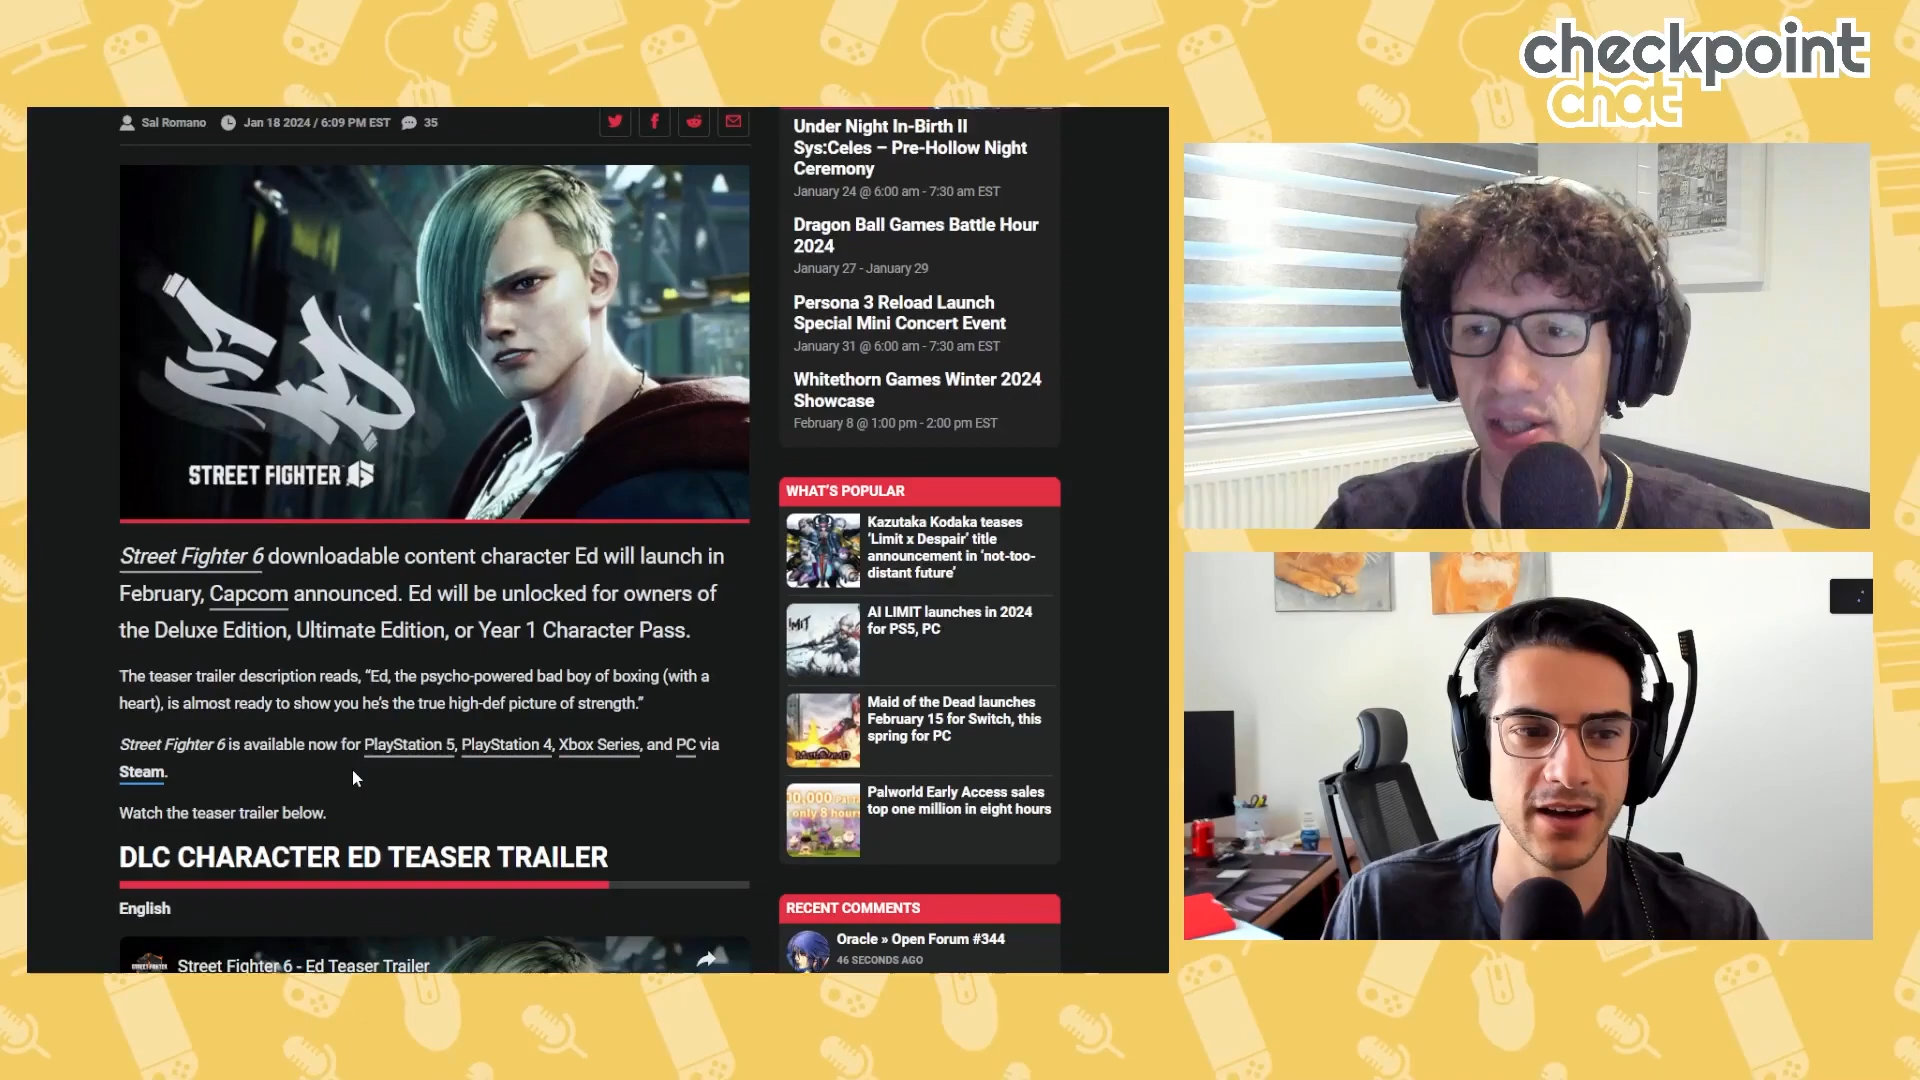 checkpoint
chat
Sal Romano Jan 18 2024 / 6:09 PM EST 35
ED
STREET FIGHTER 6
Street Fighter 6 downloadable content character Ed will launch in
February, Capcom announced. Ed will be unlocked for owners of
the Deluxe Edition, Ultimate Edition, or Year 1 Character Pass.
The teaser trailer description reads, “Ed, the psycho-powered bad boy of boxing (with a
heart), is almost ready to show you he’s the true high-def picture of strength.”
Street Fighter 6 is available now for PlayStation 5, PlayStation 4, Xbox Series, and PC via
Steam.
Watch the teaser trailer below.
DLC CHARACTER ED TEASER TRAILER
English
Street Fighter 6 - Ed Teaser Trailer
Under Night In-Birth II
Sys:Celes – Pre-Hollow Night
Ceremony
January 24 @ 6:00 am - 7:30 am EST
Dragon Ball Games Battle Hour
2024
January 27 - January 29
Persona 3 Reload Launch
Special Mini Concert Event
January 31 @ 6:00 am - 7:30 am EST
Whitethorn Games Winter 2024
Showcase
February 8 @ 1:00 pm - 2:00 pm EST
WHAT’S POPULAR
Kazutaka Kodaka teases
‘Limit x Despair’ title
announcement in ‘not-too-
distant future’
AI LIMIT launches in 2024
for PS5, PC
Maid of the Dead launches
February 15 for Switch, this
spring for PC
Palworld Early Access sales
top one million in eight hours
RECENT COMMENTS
Oracle » Open Forum #344
46 SECONDS AGO